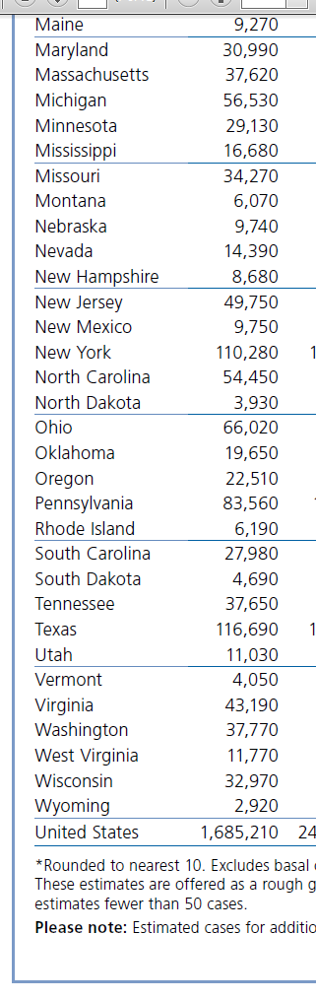 Maine 9,270
Maryland 30,990
Massachusetts 37,620
Michigan 56,530
Minnesota 29,130
Mississippi 16,680
Missouri 34,270
Montana 6,070
Nebraska 9,740
Nevada 14,390
New Hampshire 8,680
New Jersey 49,750
New Mexico 9,750
New York 110,280 1
North Carolina 54,450
North Dakota 3,930
Ohio 66,020
Oklahoma 19,650
Oregon 22,510
Pennsylvania 83,560
Rhode Island 6,190
South Carolina 27,980
South Dakota 4,690
Tennessee 37,650
Texas 116,690 1
Utah 11,030
Vermont 4,050
Virginia 43,190
Washington 37,770
West Virginia 11,770
Wisconsin 32,970
Wyoming 2,920
United States 1,685,210 24
*Rounded to nearest 10. Excludes basal
These estimates are offered as a rough g
estimates fewer than 50 cases.
Please note: Estimated cases for additio